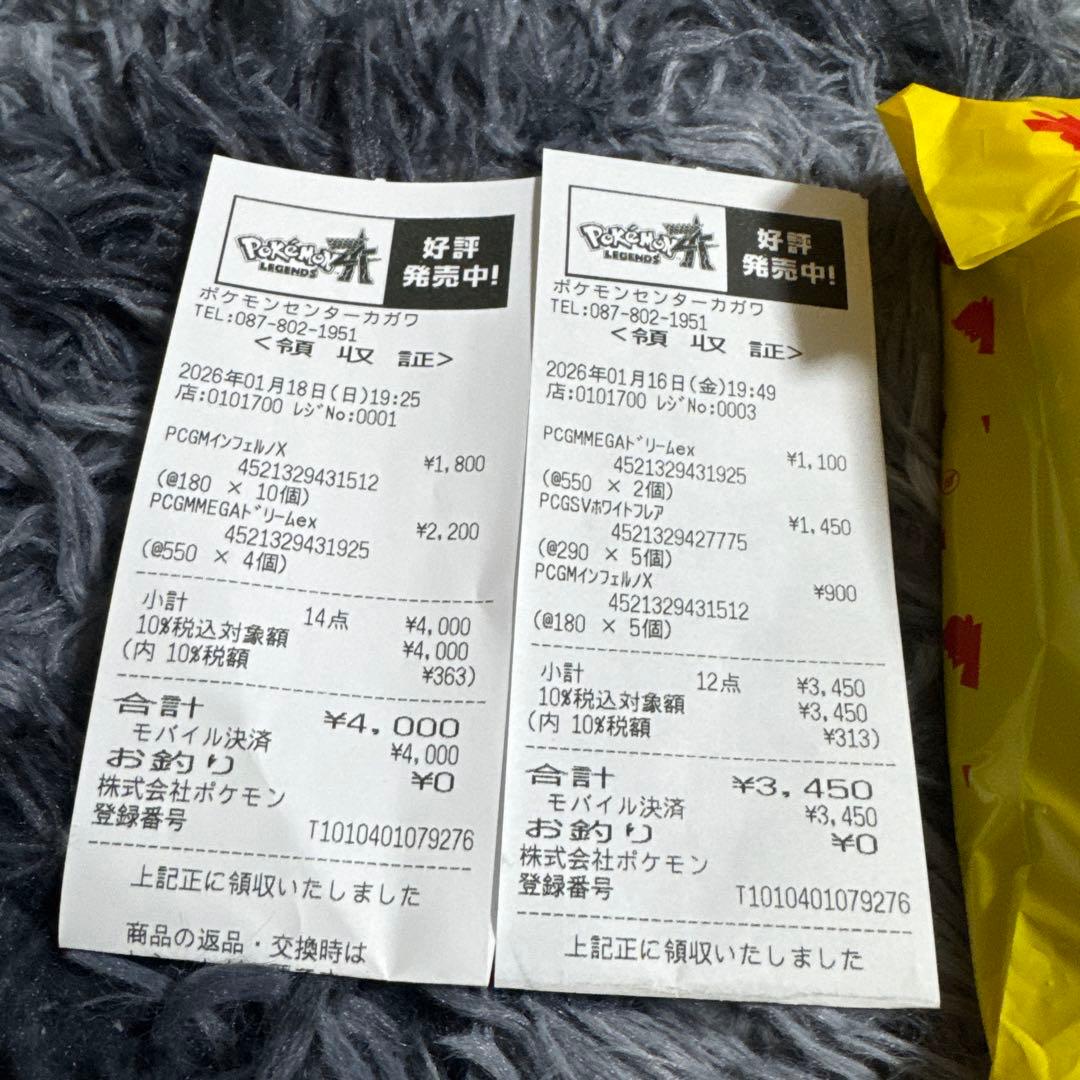 POKÉMON
LEGENDS
ZA
好評
発売中!
ポケモンセンターカガワ
TEL:087-802-1951
<領 収 証>
2026年01月18日(日)19:25
店:0101700 レジNo:0001
PCGMインフェルノX
4521329431512 ¥1,800
(@180 × 10個)
PCGMMEGAドリームex
4521329431925 ¥2,200
(@550 × 4個)
小計 14点 ¥4,000
10%税込対象額 ¥4,000
(内 10%税額 ¥363)
合計 ¥4,000
モバイル決済 ¥4,000
お釣り ¥0
株式会社ポケモン
登録番号 T1010401079276
上記正に領収いたしました
商品の返品・交換時は
POKÉMON
LEGENDS
ZA
好評
発売中!
ポケモンセンターカガワ
TEL:087-802-1951
<領 収 証>
2026年01月16日(金)19:49
店:0101700 レジNo:0003
PCGMMEGAドリームex
4521329431925 ¥1,100
(@550 × 2個)
PCGSVホワイトフレア
4521329427775 ¥1,450
(@290 × 5個)
PCGMインフェルノX
4521329431512 ¥900
(@180 × 5個)
小計 12点 ¥3,450
10%税込対象額 ¥3,450
(内 10%税額 ¥313)
合計 ¥3,450
モバイル決済 ¥3,450
お釣り ¥0
株式会社ポケモン
登録番号 T1010401079276
上記正に領収いたしました